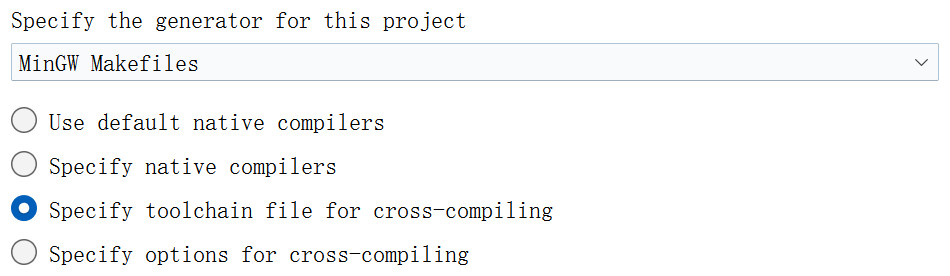 Specify the generator for this project
MinGW Makefiles
Use default native compilers
Specify native compilers
Specify toolchain file for cross-compiling
Specify options for cross-compiling